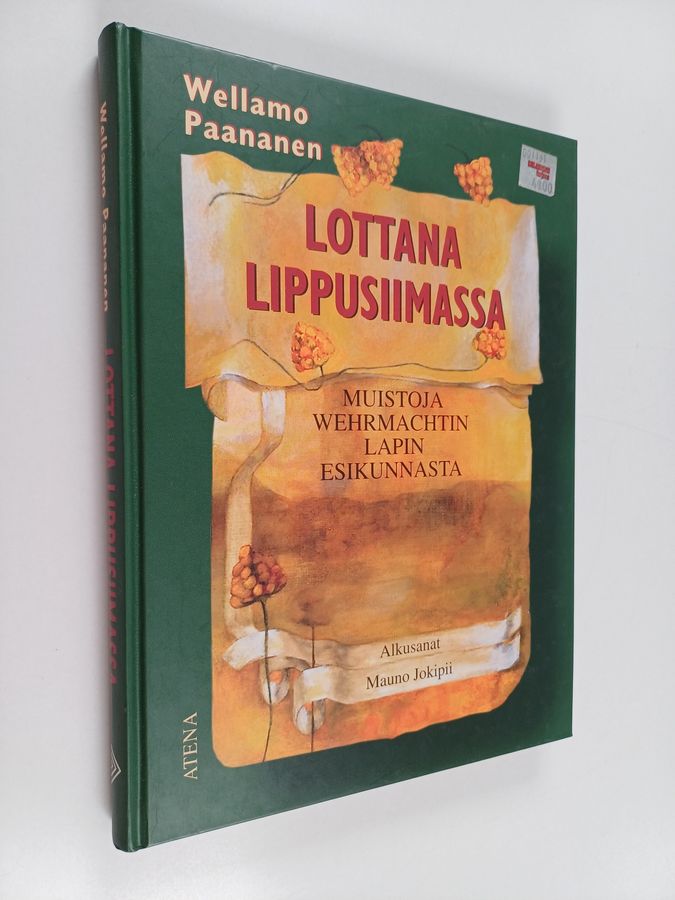 Wellamo
Paananen
LOTTANA
LIPPUSIIMASSA
MUISTOJA
WEHRMACHTIN
LAPIN
ESIKUNNASTA
Alkusanat
Mauno Jokipii
ATENA
Wellamo Paananen LOTTANA LIPPUSIIMASSA